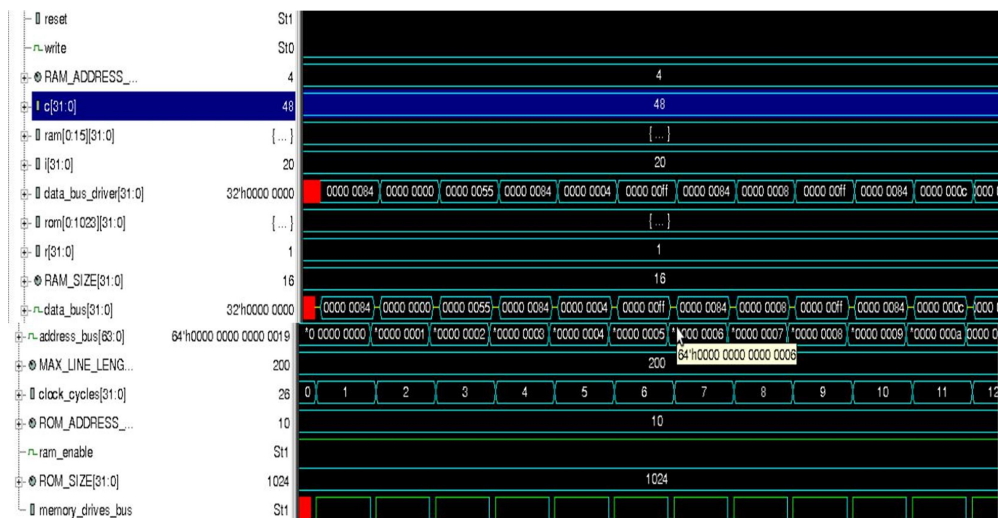 reset St1
write St0
RAM_ADDRESS_... 4 4
c[31:0] 48 48
ram[0:15][31:0] { ... } { ... }
i[31:0] 20 20
data_bus_driver[31:0] 32'h0000 0000 0000 0084 0000 0000 0000 0055 0000 0084 0000 0004 0000 00ff 0000 0084 0000 0008 0000 00ff 0000 0084 0000 000c 0000
rom[0:1023][31:0] { ... } { ... }
r[31:0] 1 1
RAM_SIZE[31:0] 16 16
data_bus[31:0] 32'h0000 0000 0000 0084 0000 0000 0000 0055 0000 0084 0000 0004 0000 00ff 0000 0084 0000 0008 0000 00ff 0000 0084 0000 000c 0000
address_bus[63:0] 64'h0000 0000 0000 0019 *0 0000 0000 *0000 0001 *0000 0002 *0000 0003 *0000 0004 *0000 0005 *0000 0006 *0000 0007 *0000 0008 *0000 0009 *0000 000a
64'h0000 0000 0000 0006
MAX_LINE_LENG... 200 200
clock_cycles[31:0] 26 0 1 2 3 4 5 6 7 8 9 10 11 12
ROM_ADDRESS_... 10 10
ram_enable St1
ROM_SIZE[31:0] 1024 1024
memory_drives_bus St1